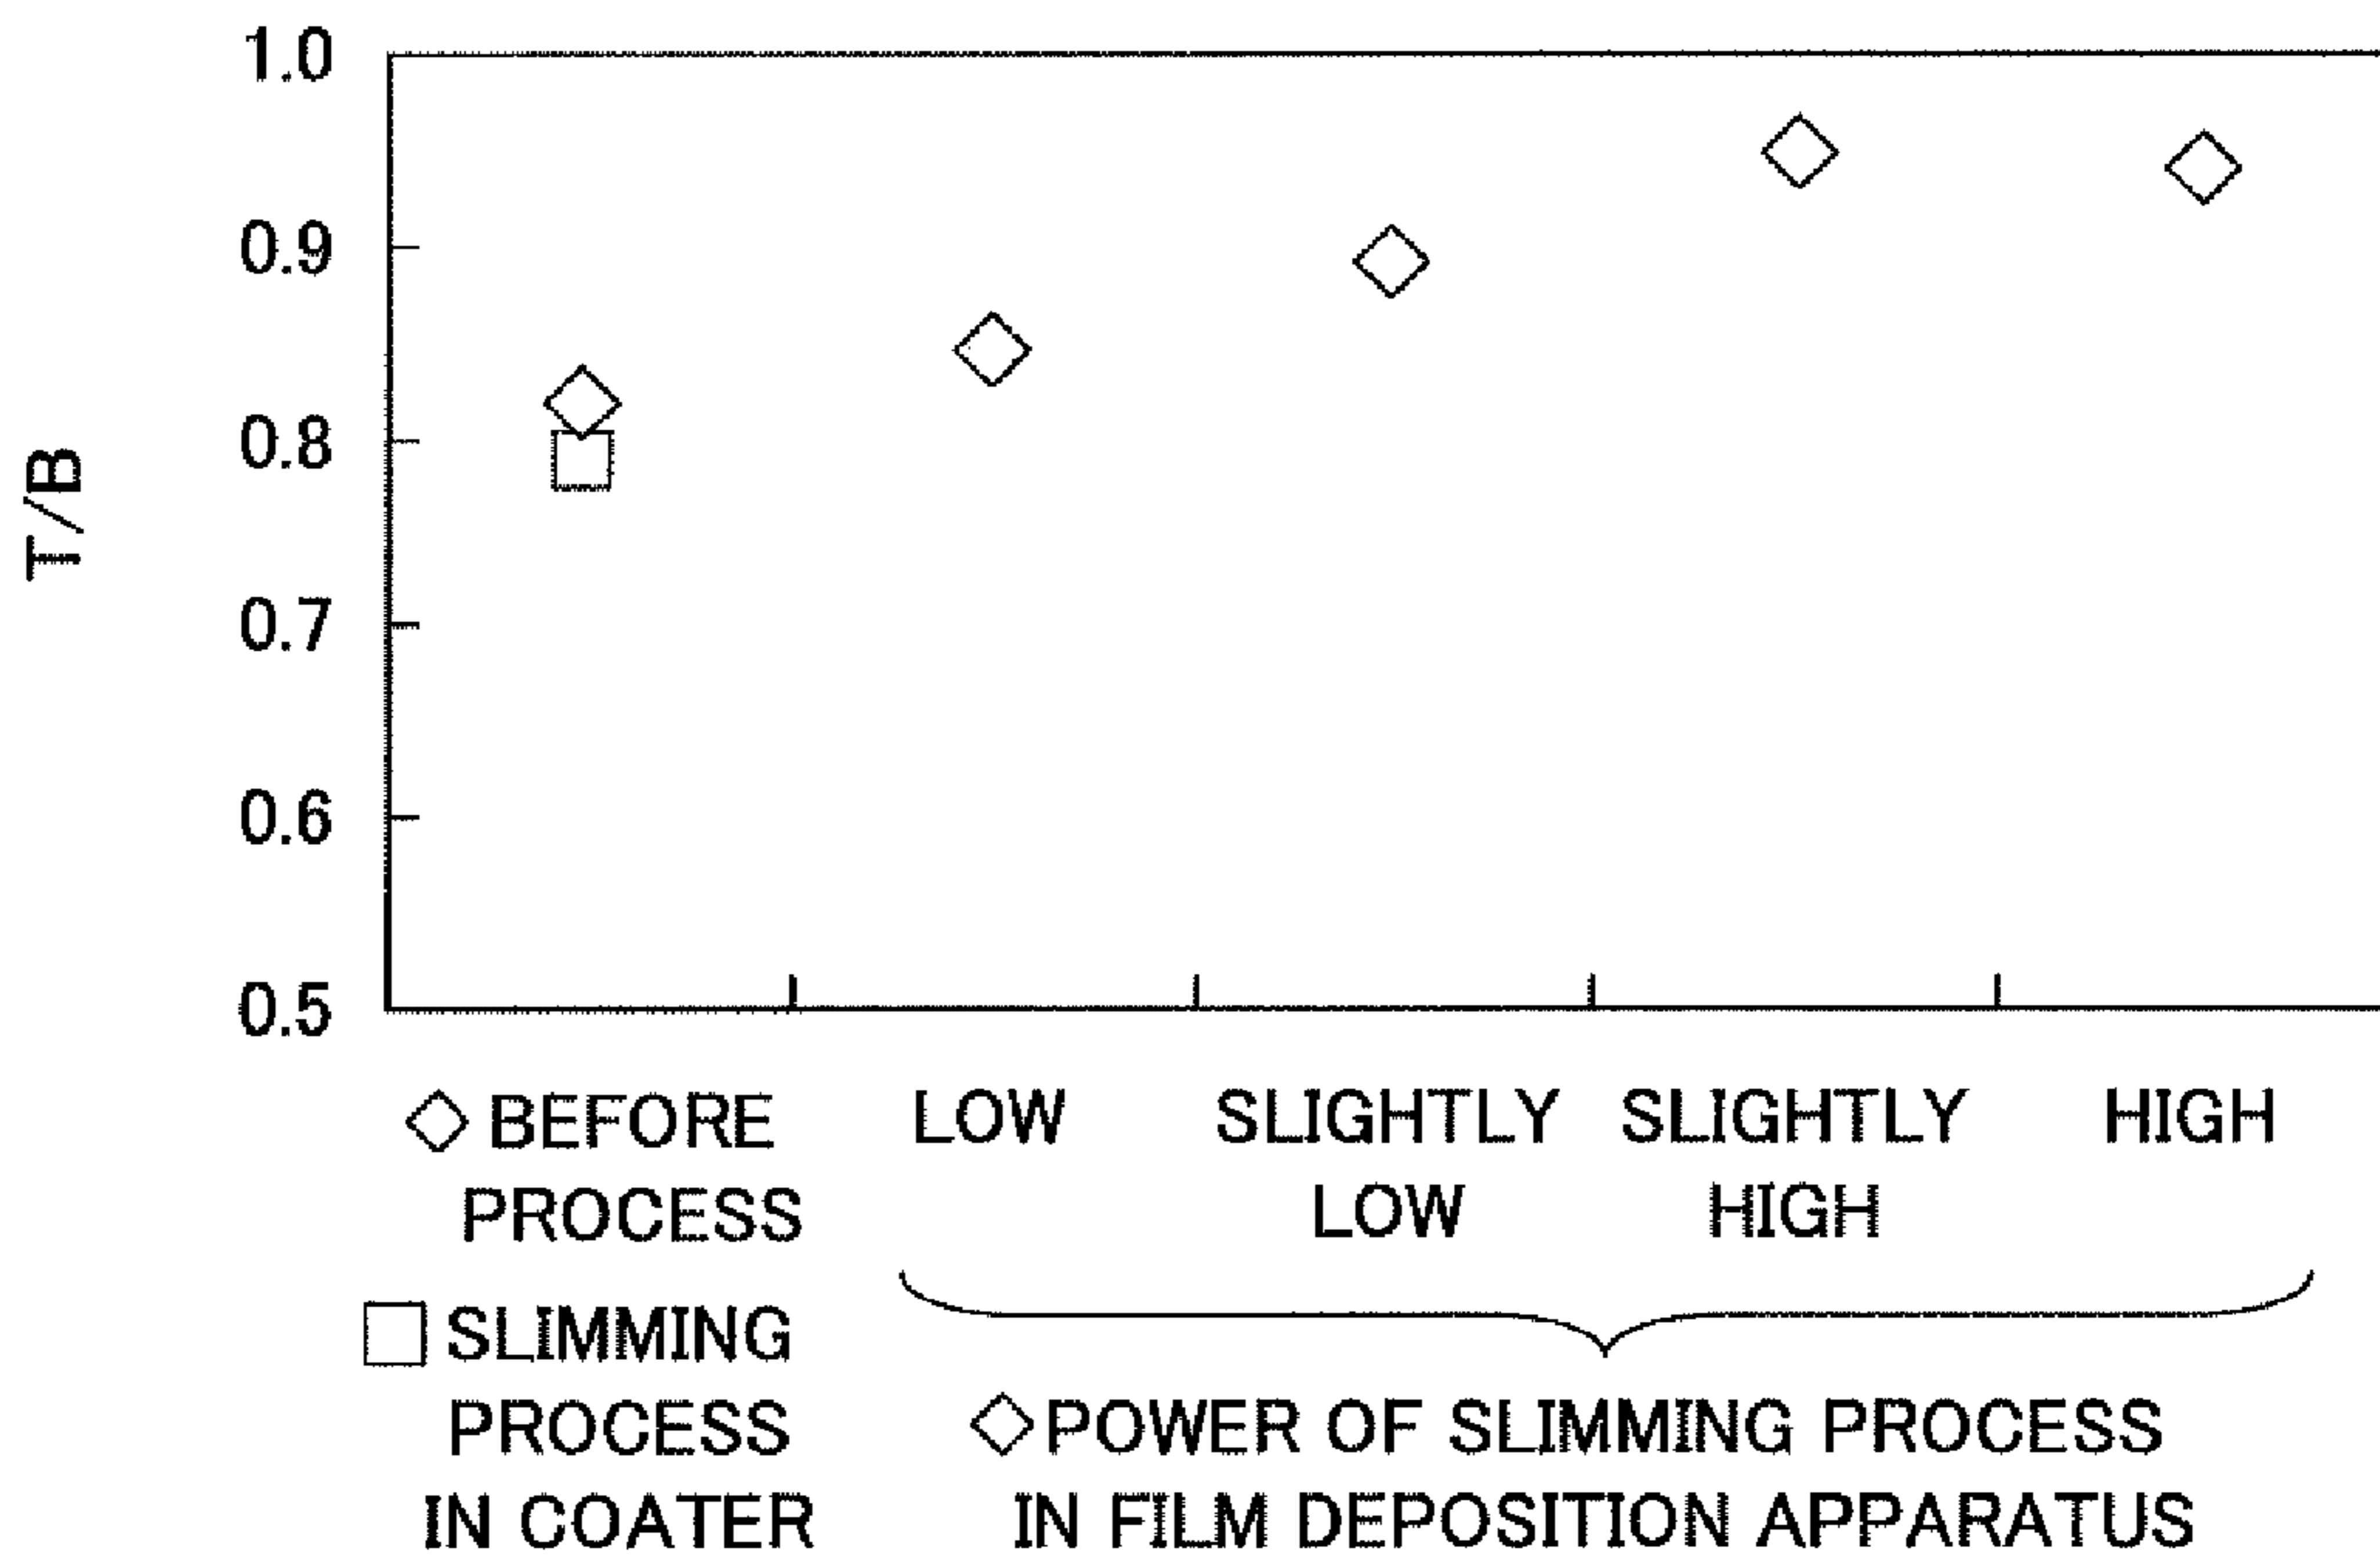 1.0
0.9
0.8
0.7
0.6
0.5
T/B
BEFORE
PROCESS
SLIMMING
PROCESS
IN COATER
LOW
SLIGHTLY
LOW
SLIGHTLY
HIGH
HIGH
POWER OF SLIMMING PROCESS
IN FILM DEPOSITION APPARATUS